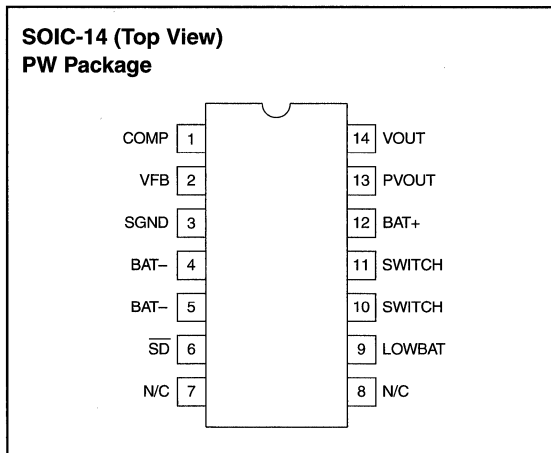 SOIC-14 (Top View)
PW Package
COMP 1 14 VOUT
VFB 2 13 PVOUT
SGND 3 12 BAT+
BAT– 4 11 SWITCH
BAT– 5 10 SWITCH
S̅D̅ 6 9 LOWBAT
N/C 7 8 N/C